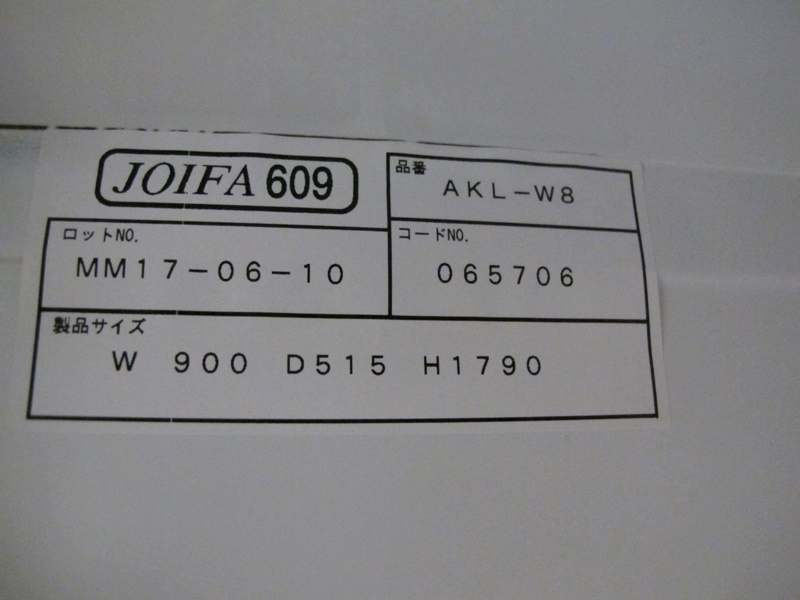 JOIFA 609
品番
AKL-W8
ロットNO.
MM17-06-10
コードNO.
065706
製品サイズ
W 900 D515 H1790